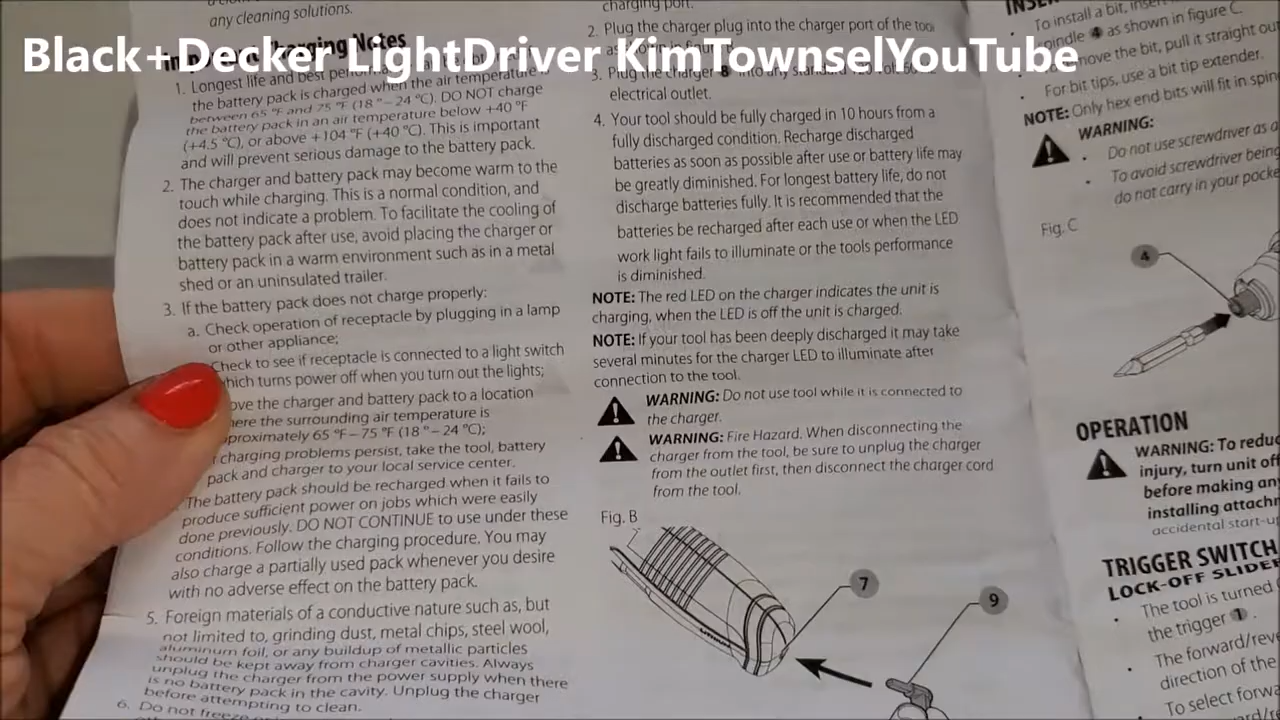 Black+Decker LightDriver KimTownselYouTube
any cleaning solutions.
Important Charging Notes
1. Longest life and best
the battery pack is charged when the air temperature is
between 65 °F and 75 °F (18 °– 24 °C). DO NOT charge
the battery pack in an air temperature below +40 °F
(+4.5 °C), or above +104 °F (+40 °C). This is important
and will prevent serious damage to the battery pack.
2. The charger and battery pack may become warm to the
touch while charging. This is a normal condition, and
does not indicate a problem. To facilitate the cooling of
the battery pack after use, avoid placing the charger or
battery pack in a warm environment such as in a metal
shed or an uninsulated trailer.
3. If the battery pack does not charge properly:
a. Check operation of receptacle by plugging in a lamp
or other appliance;
Check to see if receptacle is connected to a light switch
which turns power off when you turn out the lights;
ove the charger and battery pack to a location
here the surrounding air temperature is
proximately 65 °F – 75 °F (18 °– 24 °C);
charging problems persist, take the tool, battery
pack and charger to your local service center.
The battery pack should be recharged when it fails to
produce sufficient power on jobs which were easily
done previously. DO NOT CONTINUE to use under these
conditions. Follow the charging procedure. You may
also charge a partially used pack whenever you desire
with no adverse effect on the battery pack.
5. Foreign materials of a conductive nature such as, but
not limited to, grinding dust, metal chips, steel wool,
aluminum foil, or any buildup of metallic particles
should be kept away from charger cavities. Always
unplug the charger from the power supply when there
is no battery pack in the cavity. Unplug the charger
before attempting to clean.
6. Do not freeze
charging port.
2. Plug the charger plug into the charger port of the tool
as
3. Plug the charger 8 into any standard
electrical outlet.
4. Your tool should be fully charged in 10 hours from a
fully discharged condition. Recharge discharged
batteries as soon as possible after use or battery life may
be greatly diminished. For longest battery life, do not
discharge batteries fully. It is recommended that the
batteries be recharged after each use or when the LED
work light fails to illuminate or the tools performance
is diminished.
NOTE: The red LED on the charger indicates the unit is
charging, when the LED is off the unit is charged.
NOTE: If your tool has been deeply discharged it may take
several minutes for the charger LED to illuminate after
connection to the tool.
WARNING: Do not use tool while it is connected to
the charger.
WARNING: Fire Hazard. When disconnecting the
charger from the tool, be sure to unplug the charger
from the outlet first, then disconnect the charger cord
from the tool.
Fig. B
7
9
• To install a bit, insert
spindle 4 as shown in figure C.
move the bit, pull it straight out
• For bit tips, use a bit tip extender.
NOTE: Only hex end bits will fit in spin
WARNING:
• Do not use screwdriver as a
• To avoid screwdriver being
do not carry in your pocke
Fig. C
4
OPERATION
WARNING: To reduc
injury, turn unit off
before making any
installing attachm
accidental start-u
TRIGGER SWITCH
LOCK-OFF SLIDER
• The tool is turned
the trigger 1.
• The forward/reve
direction of the
• To select forwa